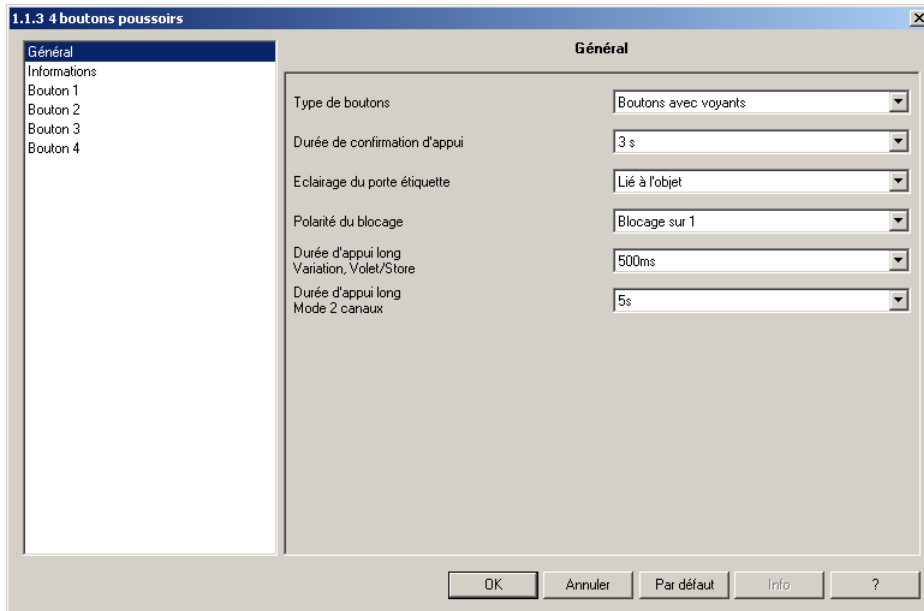 1.1.3 4 boutons poussoirs
Général
Informations
Bouton 1
Bouton 2
Bouton 3
Bouton 4
Général
Type de boutons
Boutons avec voyants
Durée de confirmation d'appui
3 s
Eclairage du porte étiquette
Lié à l'objet
Polarité du blocage
Blocage sur 1
Durée d'appui long
Variation, Volet/Store
500ms
Durée d'appui long
Mode 2 canaux
5s
OK
Annuler
Par défaut
Info
?